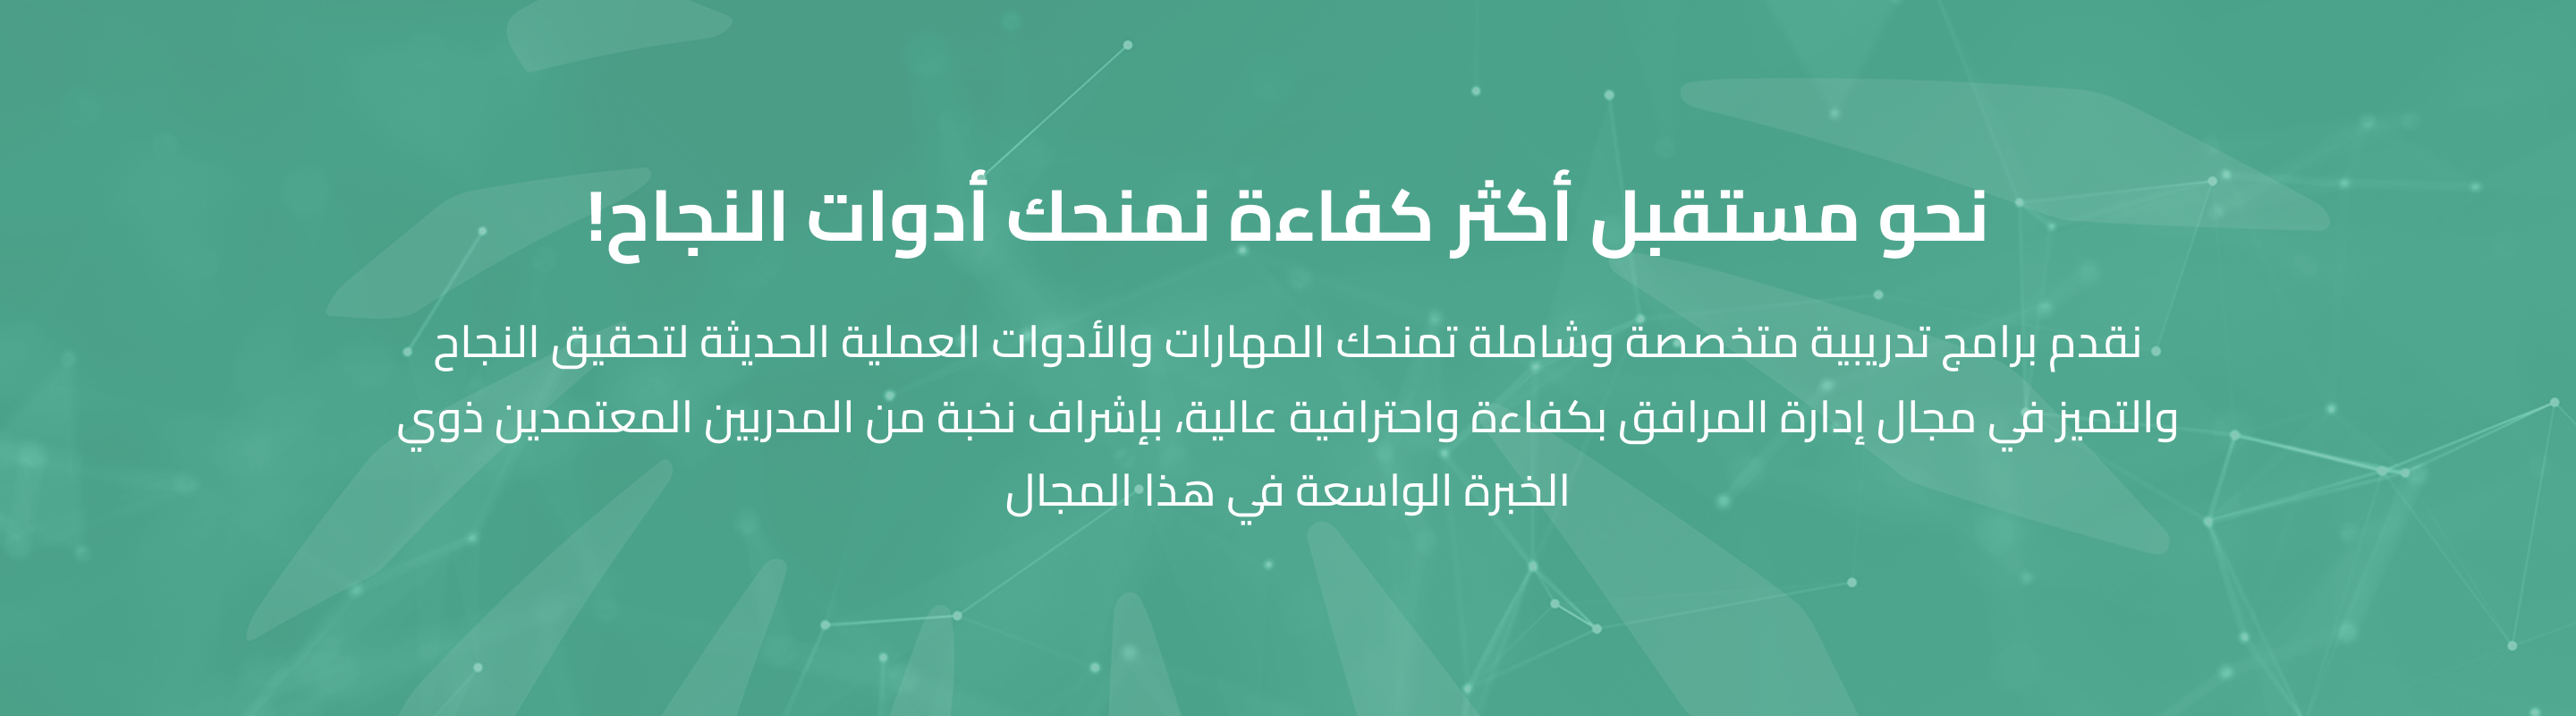 نحو مستقبل أكثر كفاءة نمنحك أدوات النجاح!
نقدم برامج تدريبية متخصصة وشاملة تمنحك المهارات والأدوات العملية الحديثة لتحقيق النجاح
والتميز في مجال إدارة المرافق بكفاءة واحترافية عالية، بإشراف نخبة من المدربين المعتمدين ذوي
الخبرة الواسعة في هذا المجال